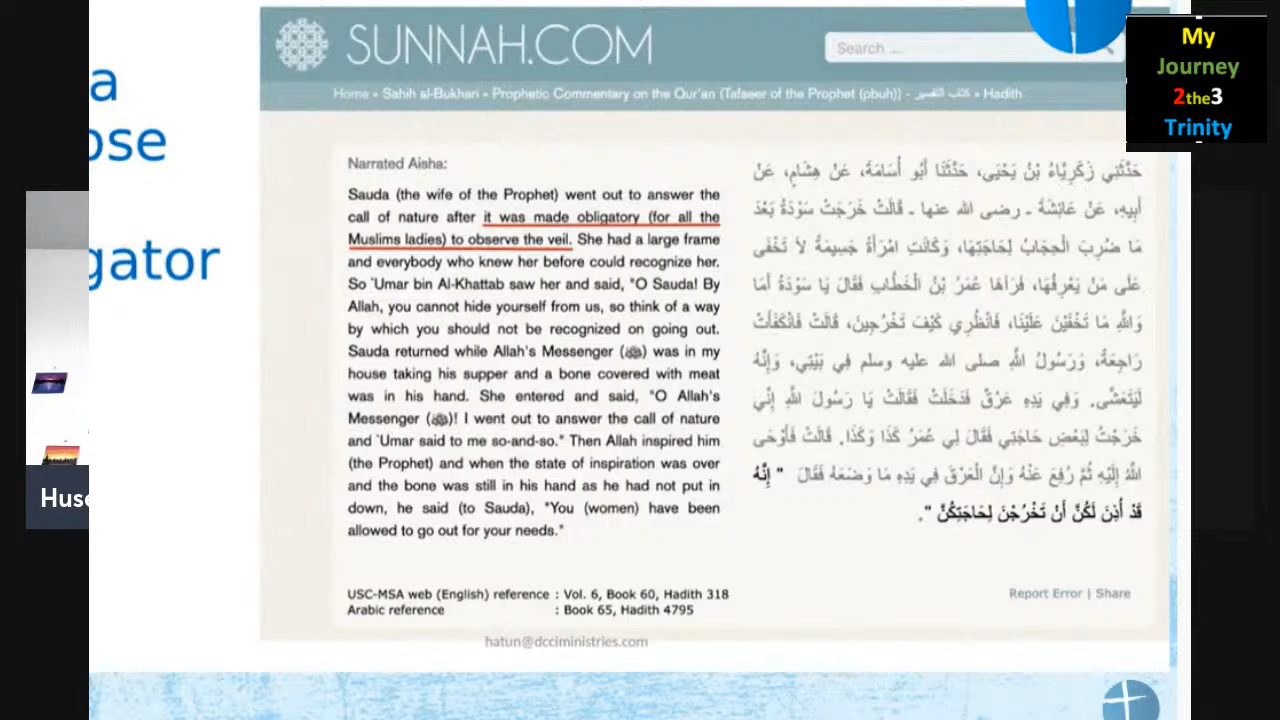 SUNNAH.COM
Search ...
My
Journey
2the3
Trinity
Home » Sahih al-Bukhari » Prophetic Commentary on the Qur'an (Tafseer of the Prophet (pbuh)) - كتاب التفسير » Hadith
a
ose
gator
Narrated Aisha:
Sauda (the wife of the Prophet) went out to answer the
call of nature after it was made obligatory (for all the
Muslims ladies) to observe the veil. She had a large frame
and everybody who knew her before could recognize her.
So `Umar bin Al-Khattab saw her and said, "O Sauda! By
Allah, you cannot hide yourself from us, so think of a way
by which you should not be recognized on going out.
Sauda returned while Allah's Messenger (ﷺ) was in my
house taking his supper and a bone covered with meat
was in his hand. She entered and said, "O Allah's
Messenger (ﷺ)! I went out to answer the call of nature
and `Umar said to me so-and-so." Then Allah inspired him
(the Prophet) and when the state of inspiration was over
and the bone was still in his hand as he had not put in
down, he said (to Sauda), "You (women) have been
allowed to go out for your needs."
حَدَّثَنِي زَكَرِيَّاءُ بْنُ يَحْيَى، حَدَّثَنَا أَبُو أُسَامَةَ، عَنْ هِشَامٍ، عَنْ
أَبِيهِ، عَنْ عَائِشَةَ ـ رضى الله عنها ـ قَالَتْ خَرَجَتْ سَوْدَةُ بَعْدَ
مَا ضُرِبَ الْحِجَابُ لِحَاجَتِهَا، وَكَانَتِ امْرَأَةً جَسِيمَةً لاَ تَخْفَى
عَلَى مَنْ يَعْرِفُهَا، فَرَآهَا عُمَرُ بْنُ الْخَطَّابِ فَقَالَ يَا سَوْدَةُ أَمَا
وَاللَّهِ مَا تَخْفَيْنَ عَلَيْنَا، فَانْظُرِي كَيْفَ تَخْرُجِينَ، قَالَتْ فَانْكَفَأَتْ
رَاجِعَةً، وَرَسُولُ اللَّهِ صلى الله عليه وسلم فِي بَيْتِي، وَإِنَّهُ
لَيَتَعَشَّى. وَفِي يَدِهِ عَرْقٌ فَدَخَلَتْ فَقَالَتْ يَا رَسُولَ اللَّهِ إِنِّي
خَرَجْتُ لِبَعْضِ حَاجَتِي فَقَالَ لِي عُمَرُ كَذَا وَكَذَا. قَالَتْ فَأَوْحَى
اللَّهُ إِلَيْهِ ثُمَّ رُفِعَ عَنْهُ وَإِنَّ الْعَرْقَ فِي يَدِهِ مَا وَضَعَهُ فَقَالَ ‏"‏ إِنَّهُ
قَدْ أُذِنَ لَكُنَّ أَنْ تَخْرُجْنَ لِحَاجَتِكُنَّ ‏"‏‏.‏
Huse
USC-MSA web (English) reference : Vol. 6, Book 60, Hadith 318
Arabic reference : Book 65, Hadith 4795
Report Error | Share
hatun@dcciministries.com